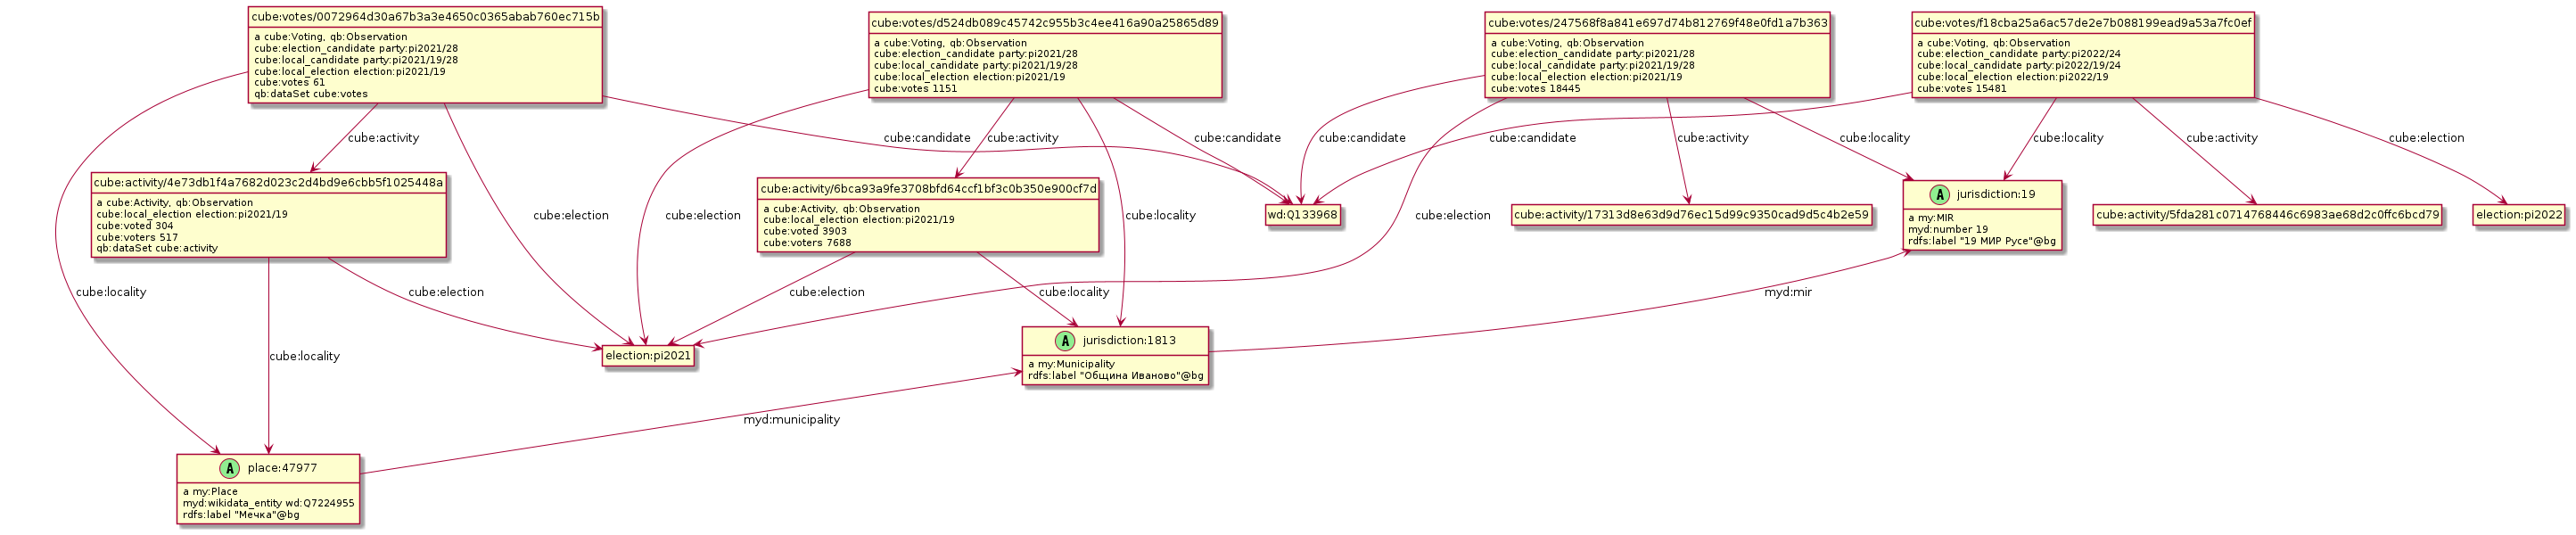 cube:votes/0072964d30a67b3a3e4650c0365abab760ec715b
a cube:Voting, qb:Observation
cube:election_candidate party:pi2021/28
cube:local_candidate party:pi2021/19/28
cube:local_election election:pi2021/19
cube:votes 61
qb:dataSet cube:votes
cube:votes/d524db089c45742c955b3c4ee416a90a25865d89
a cube:Voting, qb:Observation
cube:election_candidate party:pi2021/28
cube:local_candidate party:pi2021/19/28
cube:local_election election:pi2021/19
cube:votes 1151
cube:votes/247568f8a841e697d74b812769f48e0fd1a7b363
a cube:Voting, qb:Observation
cube:election_candidate party:pi2021/28
cube:local_candidate party:pi2021/19/28
cube:local_election election:pi2021/19
cube:votes 18445
cube:votes/f18cba25a6ac57de2e7b088199ead9a53a7fc0ef
a cube:Voting, qb:Observation
cube:election_candidate party:pi2022/24
cube:local_candidate party:pi2022/19/24
cube:local_election election:pi2022/19
cube:votes 15481
cube:activity
cube:candidate
cube:activity
cube:candidate
cube:candidate
cube:candidate
cube:activity
cube:locality
cube:locality
cube:activity
cube:election
cube:activity/4e73db1f4a7682d023c2d4bd9e6cbb5f1025448a
a cube:Activity, qb:Observation
cube:local_election election:pi2021/19
cube:voted 304
cube:voters 517
qb:dataSet cube:activity
cube:election
cube:election
cube:activity/6bca93a9fe3708bfd64ccf1bf3c0b350e900cf7d
a cube:Activity, qb:Observation
cube:local_election election:pi2021/19
cube:voted 3903
cube:voters 7688
cube:locality
wd:Q133968
cube:election
cube:activity/17313d8e63d9d76ec15d99c9350cad9d5c4b2e59
A jurisdiction:19
a my:MIR
myd:number 19
rdfs:label "19 МИР Русе"@bg
cube:activity/5fda281c0714768446c6983ae68d2c0ffc6bcd79
election:pi2022
cube:locality
cube:election
cube:election
cube:locality
myd:mir
cube:locality
election:pi2021
A jurisdiction:1813
a my:Municipality
rdfs:label "Община Иваново"@bg
myd:municipality
A place:47977
a my:Place
myd:wikidata_entity wd:Q7224955
rdfs:label "Мечка"@bg